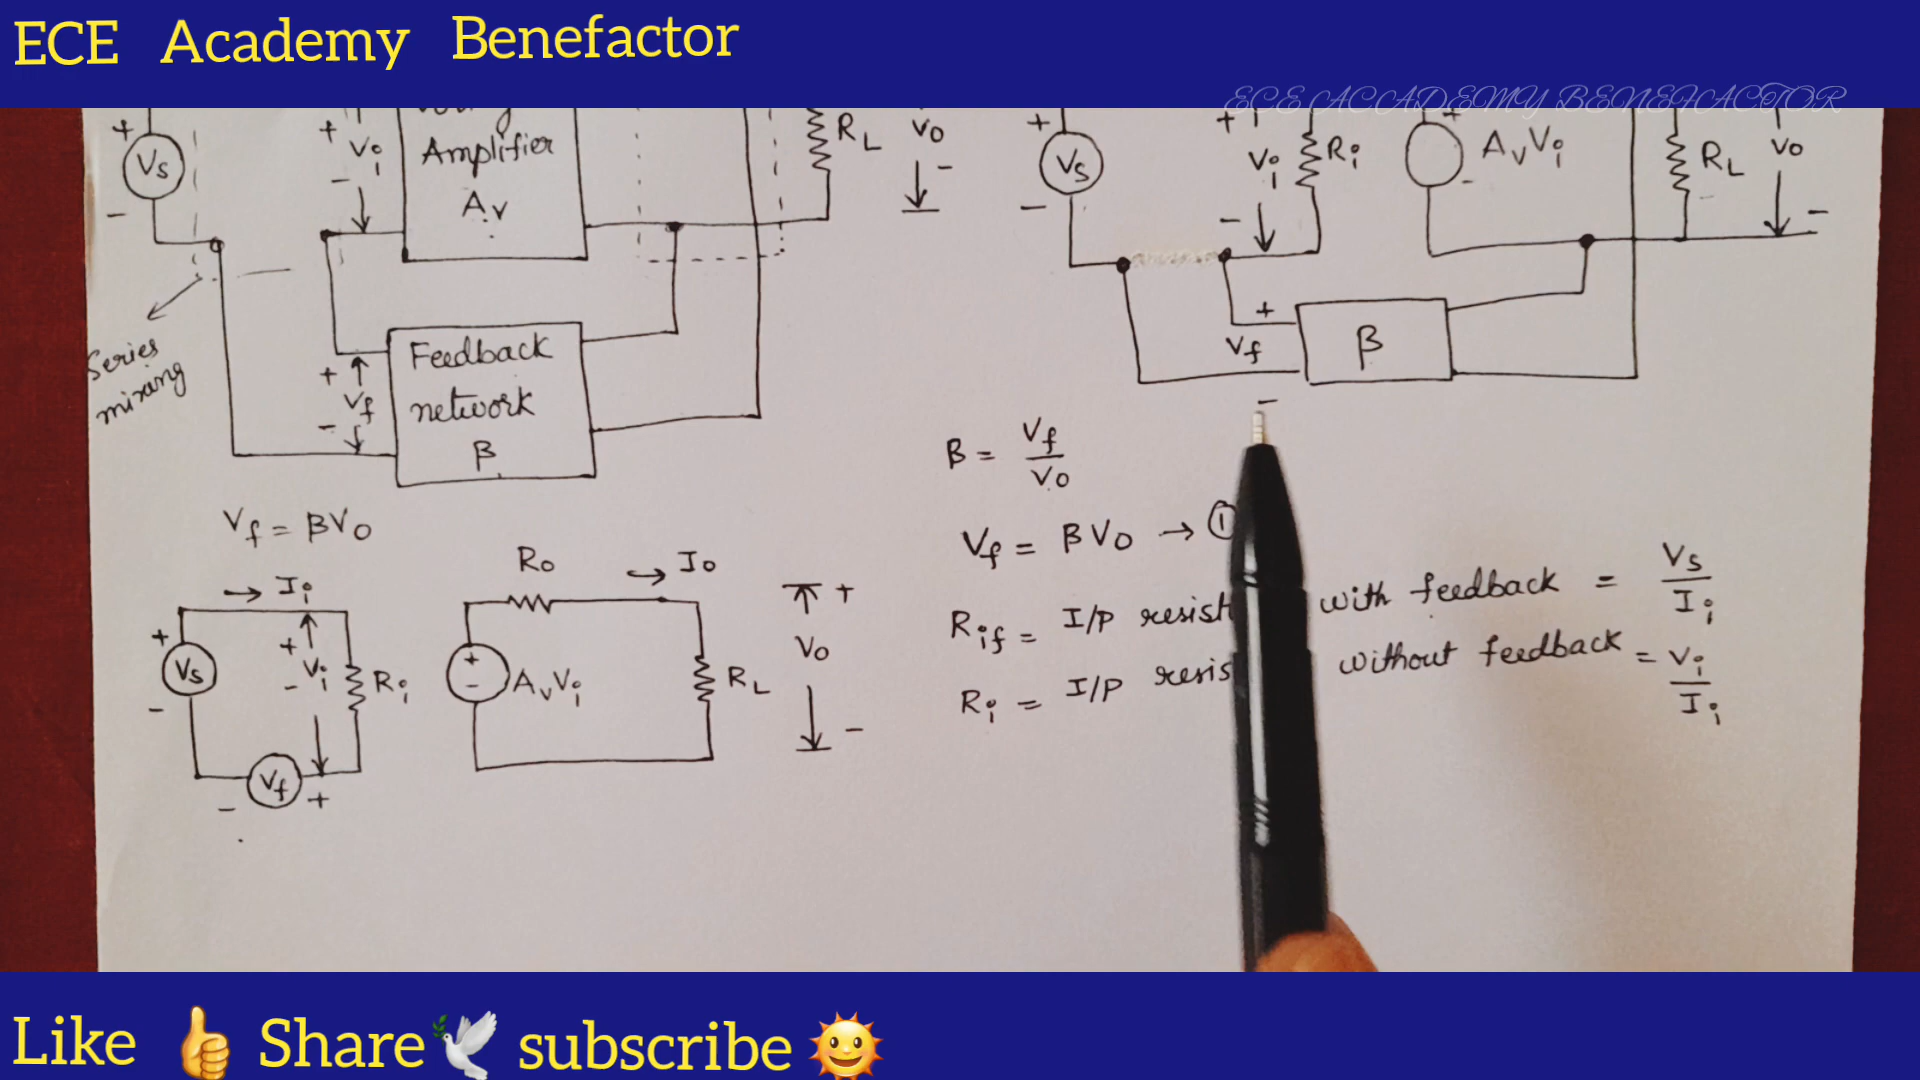 ECE Academy Benefactor
ECE ACCADEMY BENEFACTOR
Amplifier
Av
+
Vs
-
+
Vi
-
RL
Vo
-
Series
mixing
Feedback
network
β
+
Vf
-
Vf = βVo
→ Ii
+
Vs
-
+
Vi
-
Ri
- Vf +
Ro
→ Io
+
-
AvVi
RL
+
Vo
-
+
Vs
-
+
Vi
-
Ri
+
-
AvVi
RL
Vo
-
+
Vf
-
β
B = Vf/Vo
Vf = βVo → ①
Rif = I/P resist with feedback = Vs/Ii
Ri = I/P resis without feedback = Vi/Ii
Like 👍 Share🕊 subscribe 🌞